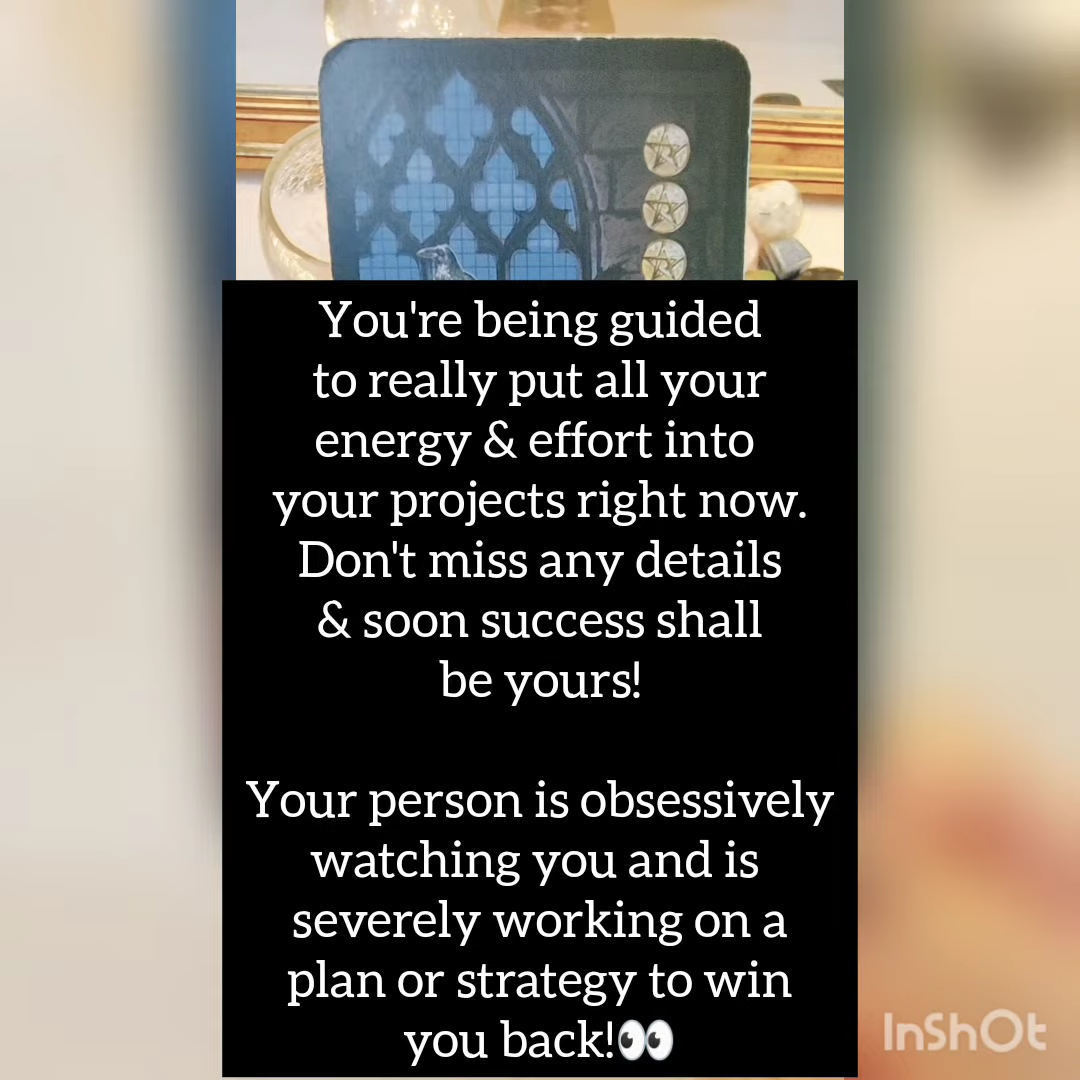 You're being guided
to really put all your
energy & effort into
your projects right now.
Don't miss any details
& soon success shall
be yours!
Your person is obsessively
watching you and is
severely working on a
plan or strategy to win
you back!👀
InShOt